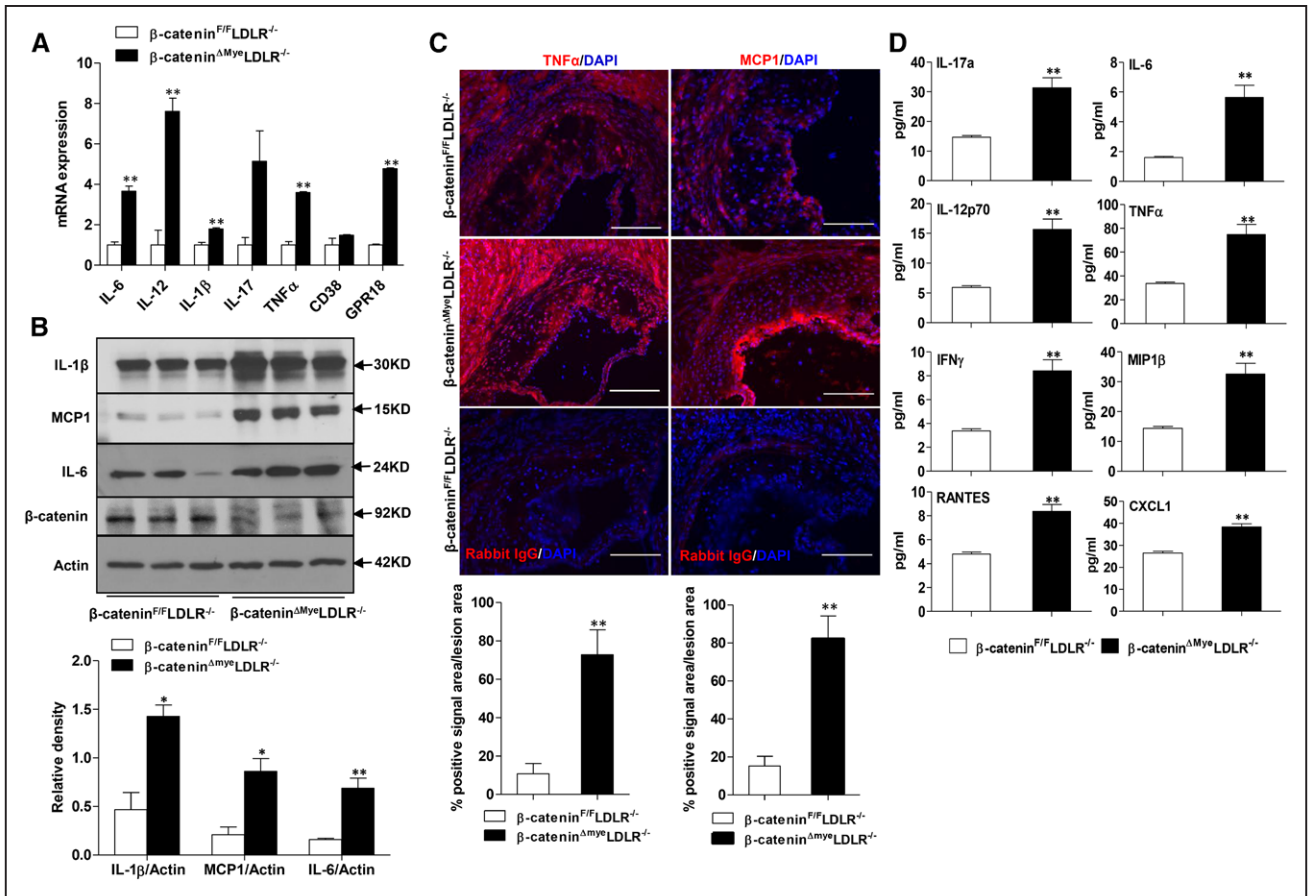 A
β-catenin^F/F LDLR^-/-
β-catenin^ΔMye LDLR^-/-
mRNA expression
10
8
6
4
2
0
**
**
**
**
**
IL-6
IL-12
IL-1β
IL-17
TNFα
CD38
GPR18
B
IL-1β
30KD
MCP1
15KD
IL-6
24KD
β-catenin
92KD
Actin
42KD
β-catenin^F/F LDLR^-/- β-catenin^ΔMye LDLR^-/-
β-catenin^F/F LDLR^-/-
β-catenin^Δmye LDLR^-/-
Relative density
2.0
1.5
1.0
0.5
0.0
*
*
**
IL-1β/Actin MCP1/Actin IL-6/Actin
C
TNFα/DAPI MCP1/DAPI
β-catenin^F/F LDLR^-/-
β-catenin^ΔMye LDLR^-/-
β-catenin^F/F LDLR^-/-
Rabbit IgG/DAPI Rabbit IgG/DAPI
% positive signal area/lesion area
100
80
60
40
20
0
**
β-catenin^F/F LDLR^-/-
β-catenin^Δmye LDLR^-/-
% positive signal area/lesion area
100
80
60
40
20
0
**
β-catenin^F/F LDLR^-/-
β-catenin^Δmye LDLR^-/-
D
IL-17a
pg/ml
40
30
20
10
0
**
IL-6
pg/ml
8
6
4
2
0
**
IL-12p70
pg/ml
20
15
10
5
0
**
TNFα
pg/ml
100
80
60
40
20
0
**
IFNγ
pg/ml
10
8
6
4
2
0
**
MIP1β
pg/ml
40
30
20
10
0
**
RANTES
pg/ml
10
8
6
4
2
0
**
CXCL1
pg/ml
50
40
30
20
10
0
**
β-catenin^F/F LDLR^-/- β-catenin^ΔMye LDLR^-/-